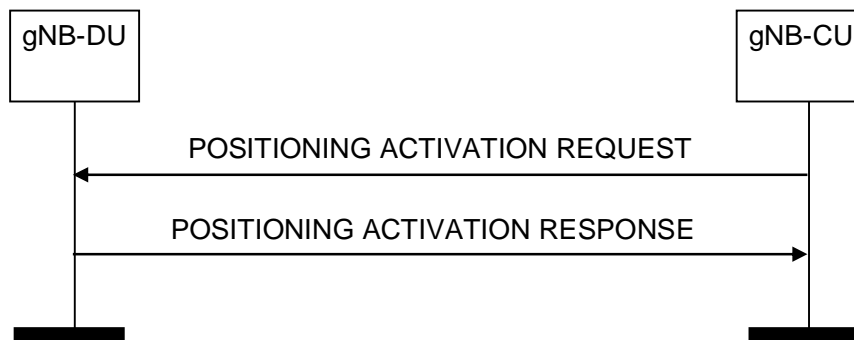 gNB-DU
gNB-CU
POSITIONING ACTIVATION REQUEST
POSITIONING ACTIVATION RESPONSE